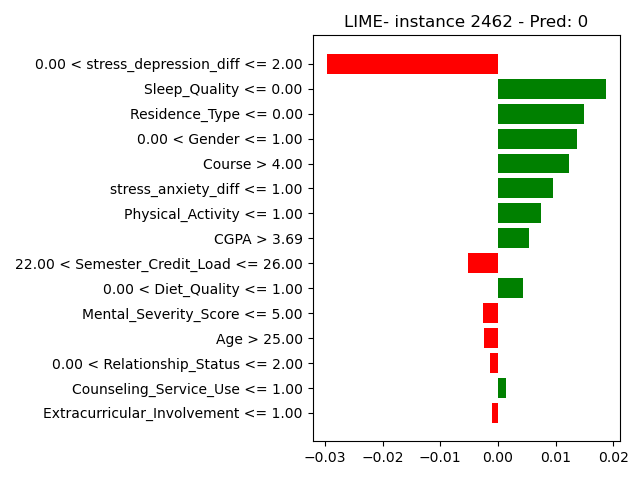 LIME- instance 2462 - Pred: 0
0.00 < stress_depression_diff <= 2.00
Sleep_Quality <= 0.00
Residence_Type <= 0.00
0.00 < Gender <= 1.00
Course > 4.00
stress_anxiety_diff <= 1.00
Physical_Activity <= 1.00
CGPA > 3.69
22.00 < Semester_Credit_Load <= 26.00
0.00 < Diet_Quality <= 1.00
Mental_Severity_Score <= 5.00
Age > 25.00
0.00 < Relationship_Status <= 2.00
Counseling_Service_Use <= 1.00
Extracurricular_Involvement <= 1.00
−0.03 −0.02 −0.01 0.00 0.01 0.02